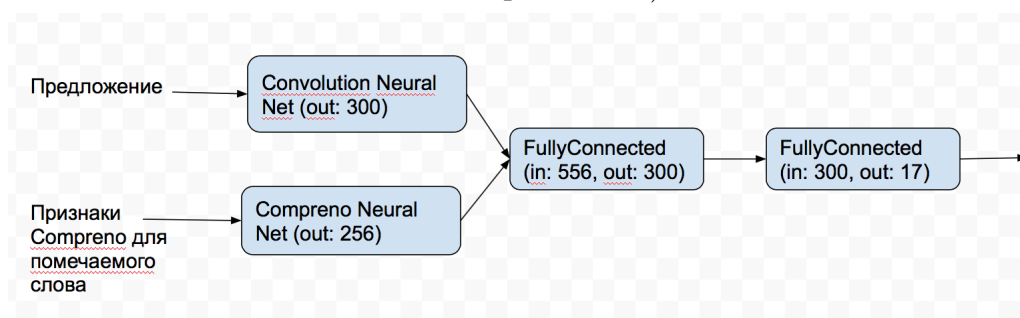 Предложение
Convolution Neural
Net (out: 300)
FullyConnected
(in: 556, out: 300)
FullyConnected
(in: 300, out: 17)
Признаки
Compreno для
помечаемого
слова
Compreno Neural
Net (out: 256)